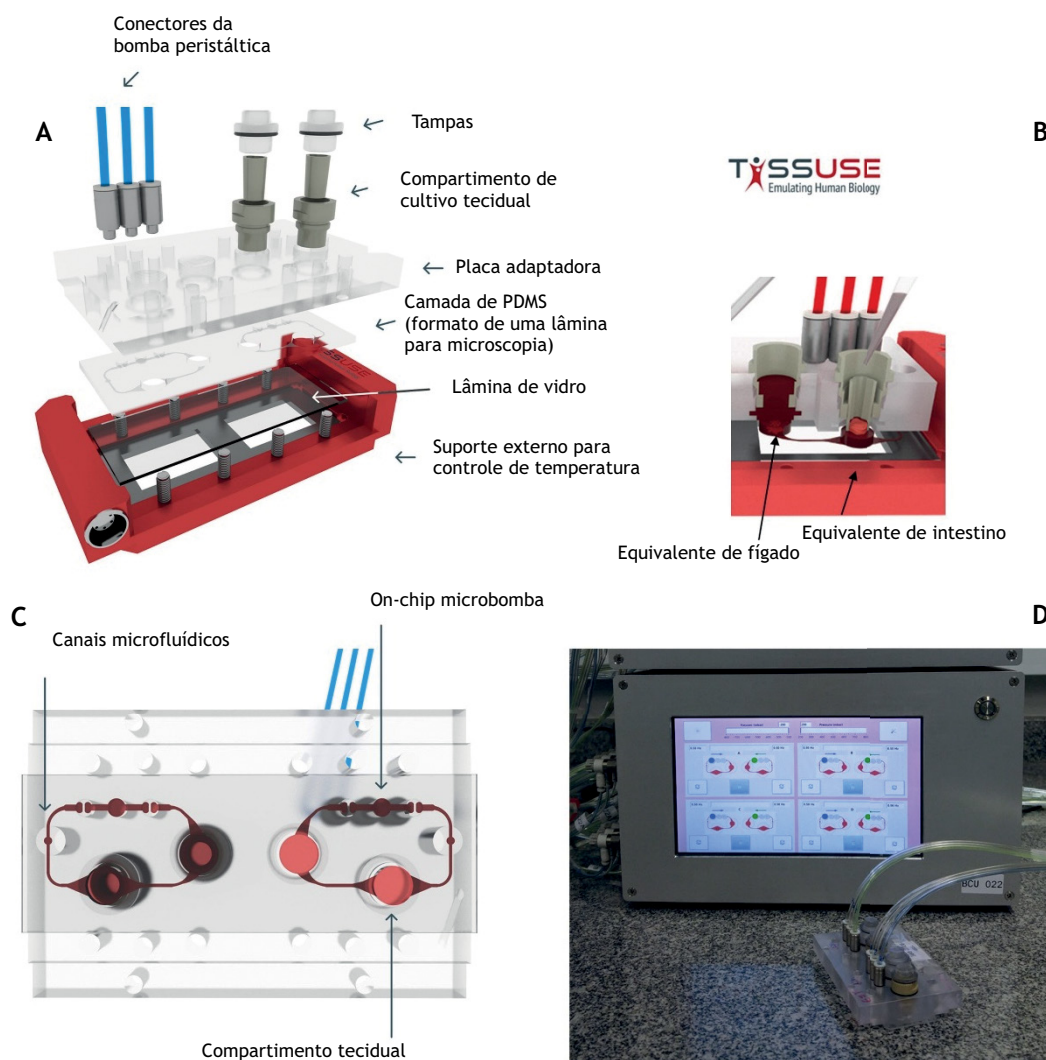 Conectores da
bomba peristáltica
A
Tampas
Compartimento de
cultivo tecidual
Placa adaptadora
Camada de PDMS
(formato de uma lâmina
para microscopia)
Lâmina de vidro
Suporte externo para
controle de temperatura
TISSUSE
B
TISSUSE
Emulating Human Biology
Equivalente de intestino
Equivalente de fígado
C
On-chip microbomba
Canais microfluídicos
Compartimento tecidual
D
BCU 022